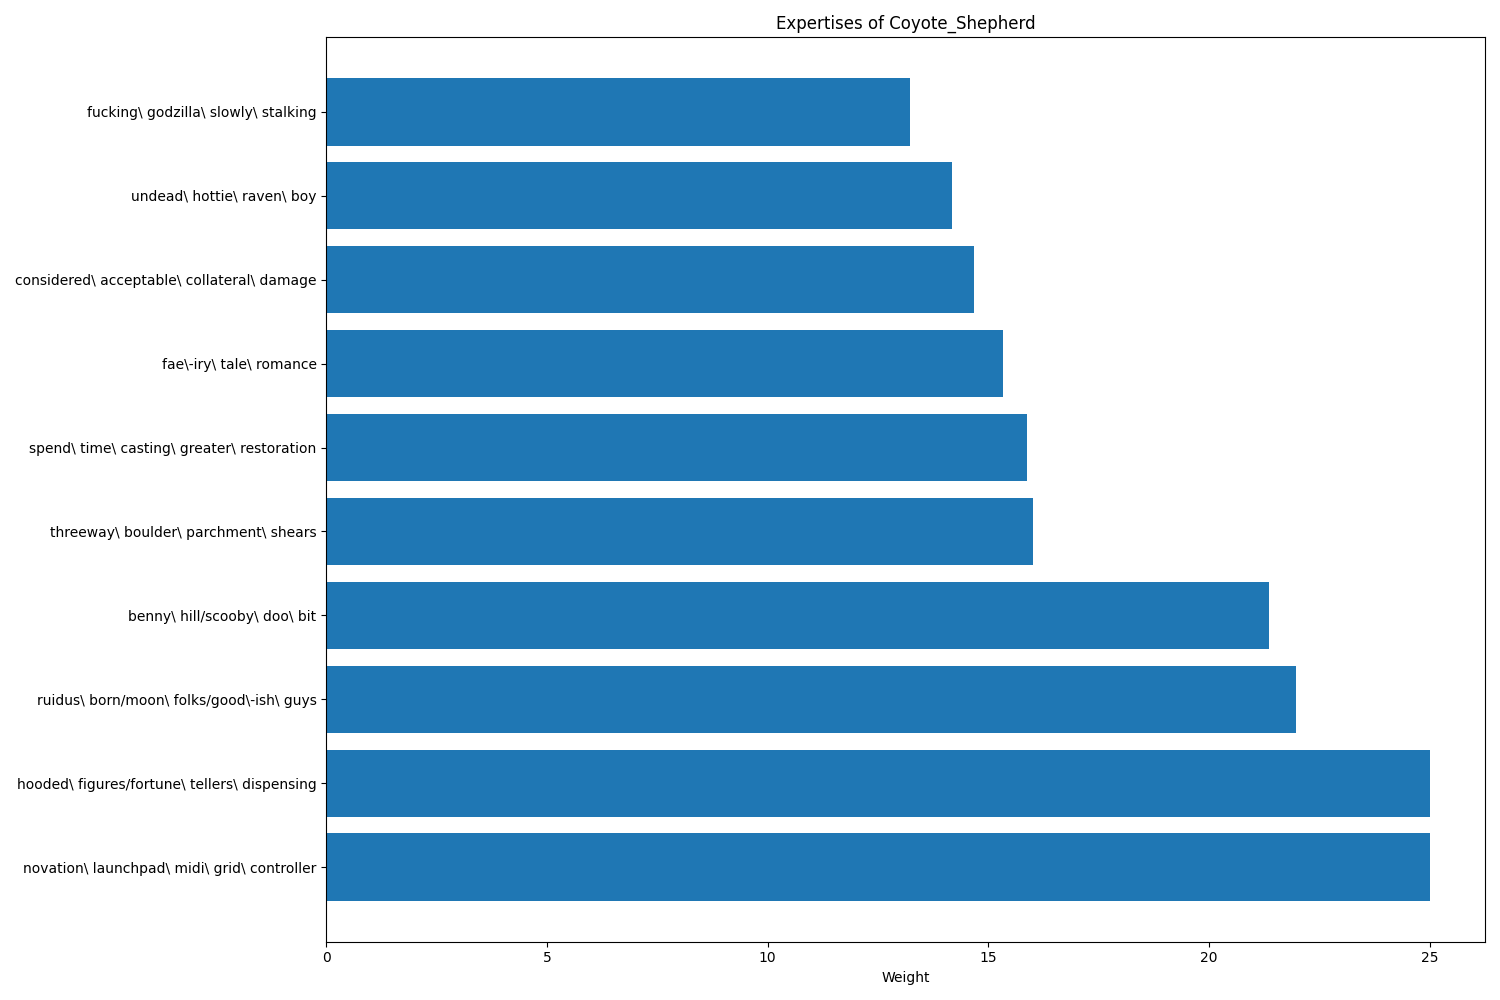 Expertises of Coyote_Shepherd
fucking\ godzilla\ slowly\ stalking
undead\ hottie\ raven\ boy
considered\ acceptable\ collateral\ damage
fae\-iry\ tale\ romance
spend\ time\ casting\ greater\ restoration
threeway\ boulder\ parchment\ shears
benny\ hill/scooby\ doo\ bit
ruidus\ born/moon\ folks/good\-ish\ guys
hooded\ figures/fortune\ tellers\ dispensing
novation\ launchpad\ midi\ grid\ controller
0 5 10 15 20 25
Weight